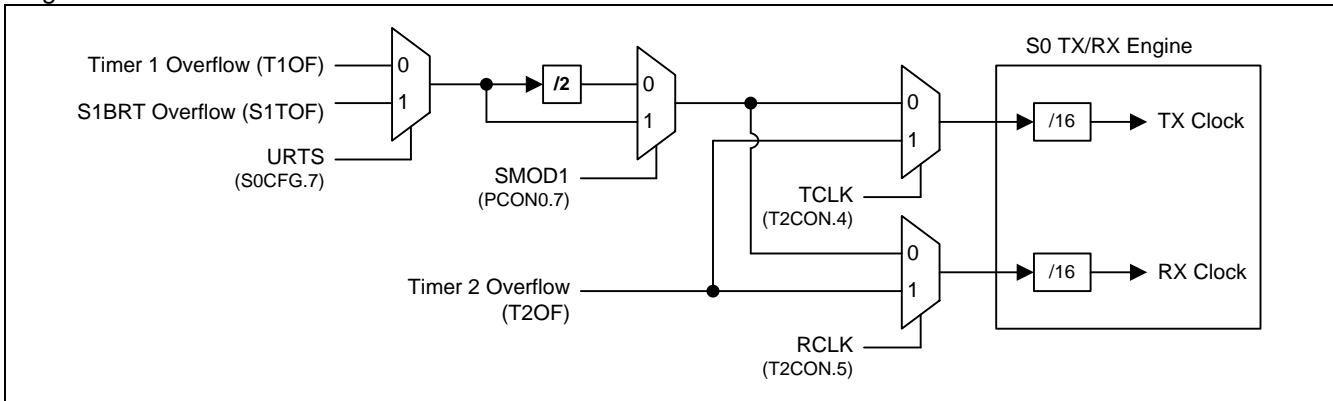 S0 TX/RX Engine
Timer 1 Overflow (T1OF)
0
/2
0
0
/16
TX Clock
S1BRT Overflow (S1TOF)
1
1
1
URTS
(S0CFG.7)
SMOD1
(PCON0.7)
TCLK
(T2CON.4)
0
/16
RX Clock
Timer 2 Overflow
(T2OF)
1
RCLK
(T2CON.5)